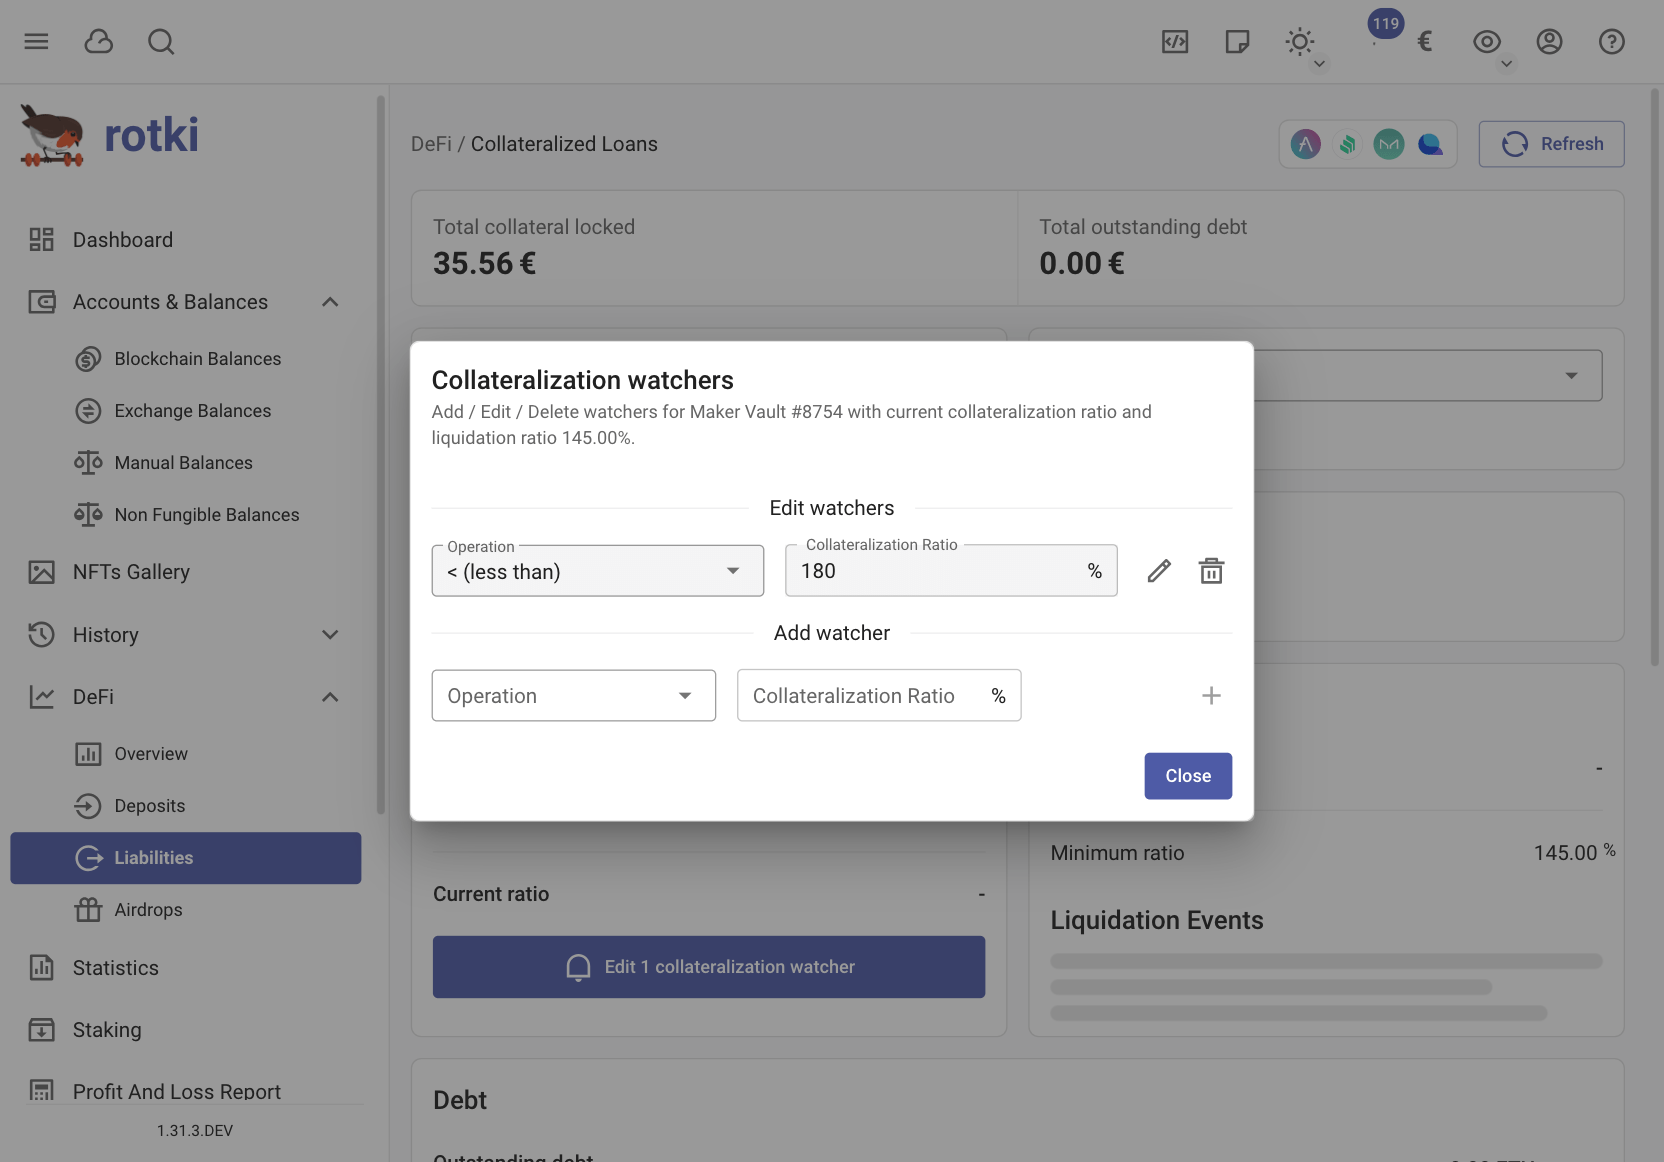 119
€
rotki
Dashboard
Accounts & Balances
Blockchain Balances
Exchange Balances
Manual Balances
Non Fungible Balances
NFTs Gallery
History
DeFi
Overview
Deposits
Liabilities
Airdrops
Statistics
Staking
Profit And Loss Report
1.31.3.DEV
DeFi / Collateralized Loans
Refresh
Total collateral locked
35.56 €
Total outstanding debt
0.00 €
Collateralization watchers
Add / Edit / Delete watchers for Maker Vault #8754 with current collateralization ratio and
liquidation ratio 145.00%.
Edit watchers
Operation
< (less than)
Collateralization Ratio
180 %
Add watcher
Operation
Collateralization Ratio %
Close
-
Minimum ratio 145.00 %
Current ratio -
Edit 1 collateralization watcher
Liquidation Events
Debt
Outstanding debt